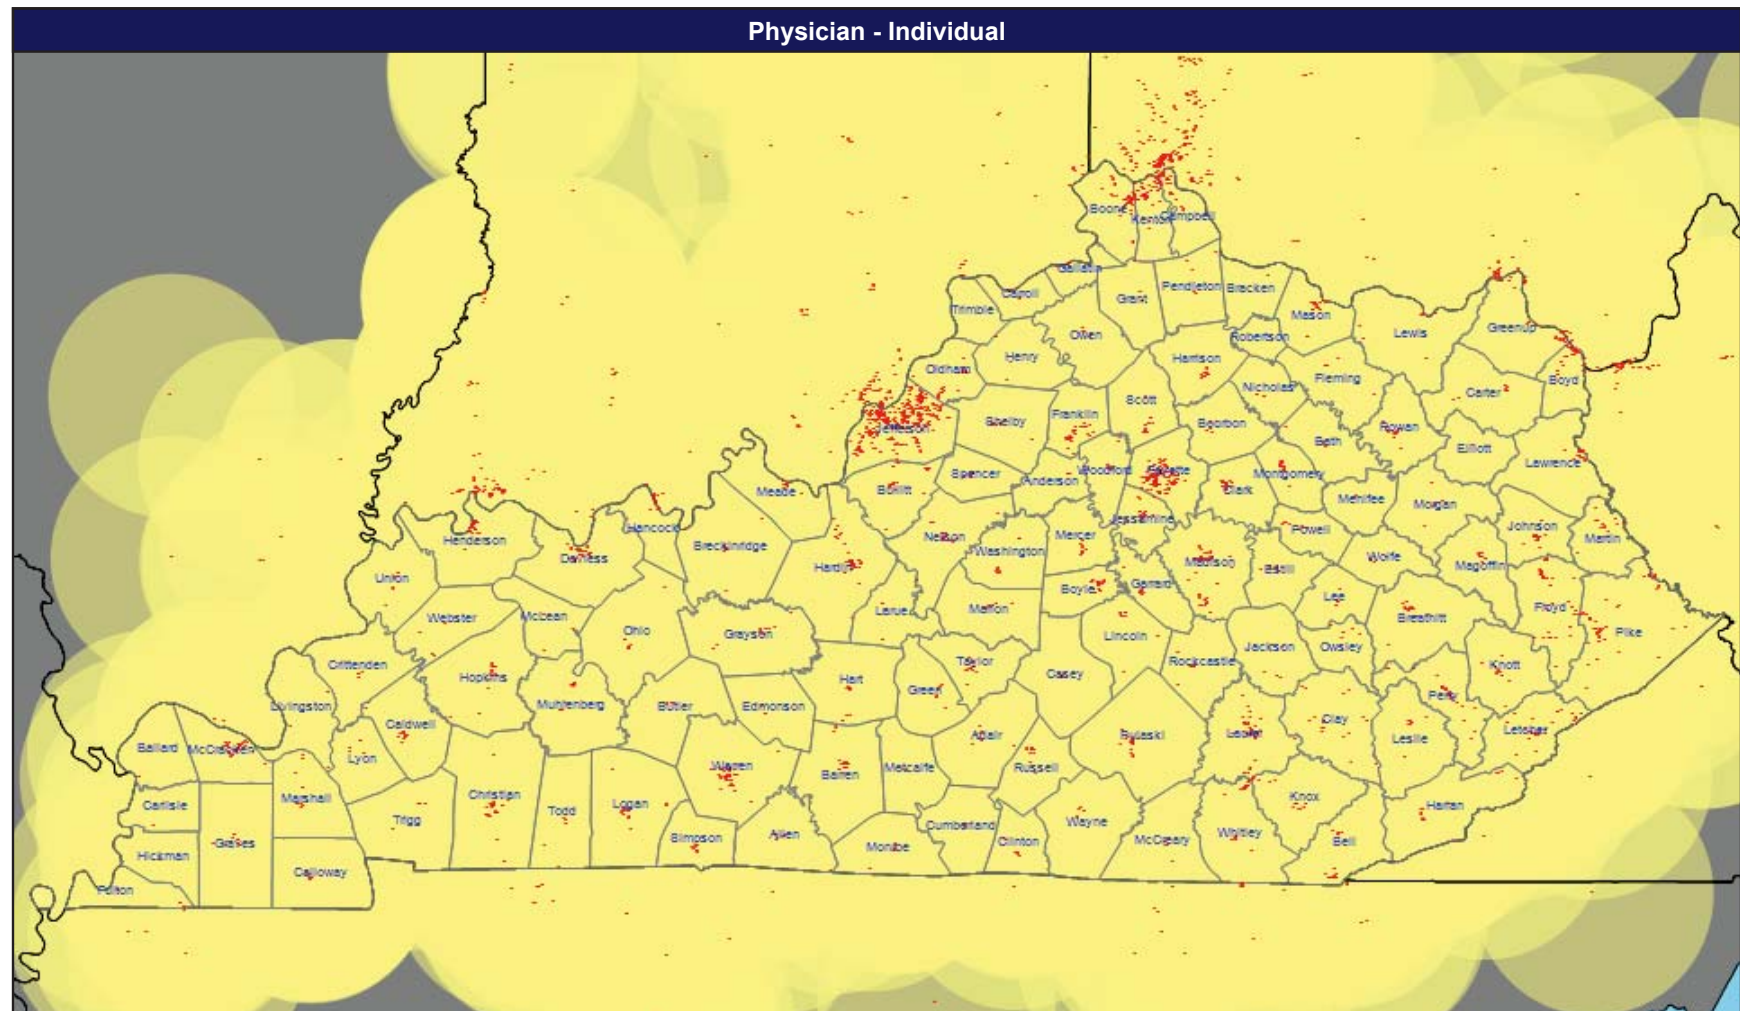 Physician - Individual
Boone
Kenton
Campbell
Gallatin
Carroll
Trimble
Grant
Pendleton
Bracken
Mason
Lewis
Greenup
Owen
Robertson
Henry
Harrison
Oldham
Nicholas
Fleming
Carter
Boyd
Scott
Franklin
Shelby
Bourbon
Rowan
Jefferson
Bath
Elliott
Lawrence
Woodford
Fayette
Montgomery
Spencer
Anderson
Clark
Bullitt
Meade
Menifee
Morgan
Jessamine
Hancock
Powell
Johnson
Martin
Henderson
Daviess
Breckinridge
Nelson
Washington
Mercer
Madison
Estill
Wolfe
Magoffin
Hardin
Union
Boyle
Garrard
Lee
Larue
Marion
Floyd
Webster
McLean
Ohio
Grayson
Breathitt
Lincoln
Pike
Jackson
Owsley
Crittenden
Taylor
Rockcastle
Knott
Hopkins
Hart
Green
Casey
Perry
Livingston
Muhlenberg
Butler
Edmonson
Caldwell
Clay
Laurel
Letcher
Adair
Pulaski
Leslie
Ballard
McCracken
Lyon
Warren
Barren
Metcalfe
Russell
Carlisle
Marshall
Christian
Todd
Logan
Knox
Harlan
Trigg
Wayne
Cumberland
Whitley
Graves
Simpson
Allen
Monroe
Clinton
McCreary
Bell
Hickman
Calloway
Fulton